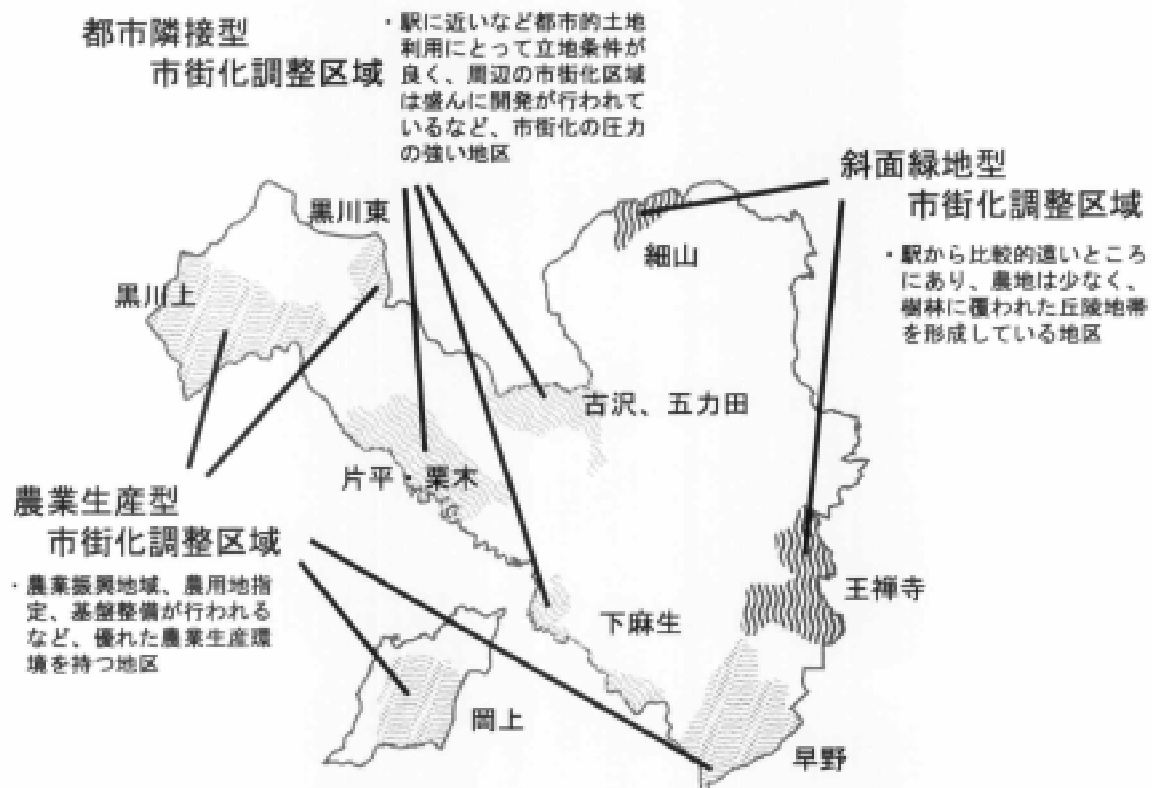 都市隣接型
市街化調整区域
・駅に近いなど都市的土地
利用にとって立地条件が
良く、周辺の市街化区域
は盛んに開発が行われて
いるなど、市街化の圧力
の強い地区
斜面緑地型
市街化調整区域
・駅から比較的遠いところ
にあり、農地は少なく、
樹林に覆われた丘陵地帯
を形成している地区
黒川東
細山
黒川上
古沢、五力田
片平・栗木
農業生産型
市街化調整区域
・農業振興地域、農用地指
定、基盤整備が行われる
など、優れた農業生産環
境を持つ地区
王禅寺
下麻生
岡上
早野